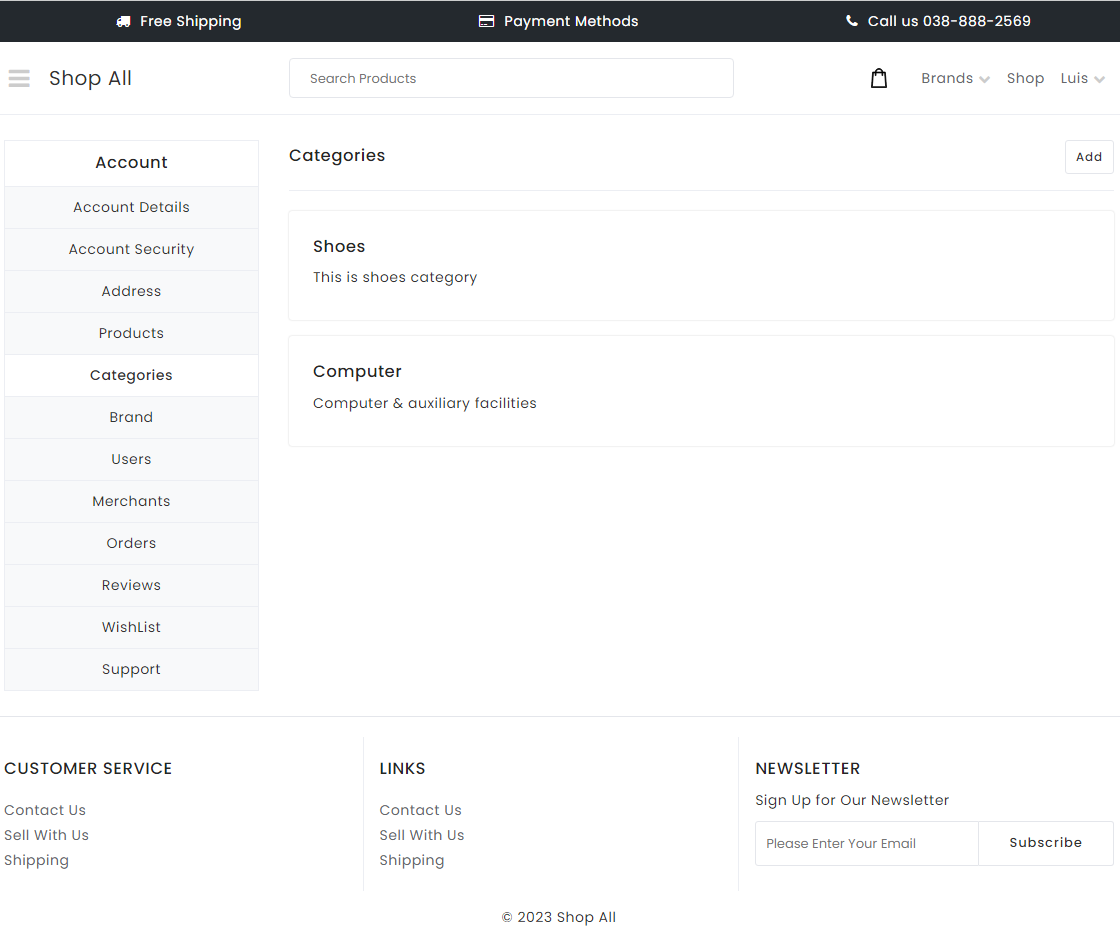 Free Shipping
Payment Methods
Call us 038-888-2569
Shop All
Search Products
Brands
Shop
Luis
Account
Account Details
Account Security
Address
Products
Categories
Brand
Users
Merchants
Orders
Reviews
WishList
Support
Categories
Add
Shoes
This is shoes category
Computer
Computer & auxiliary facilities
CUSTOMER SERVICE
Contact Us
Sell With Us
Shipping
LINKS
Contact Us
Sell With Us
Shipping
NEWSLETTER
Sign Up for Our Newsletter
Please Enter Your Email
Subscribe
© 2023 Shop All